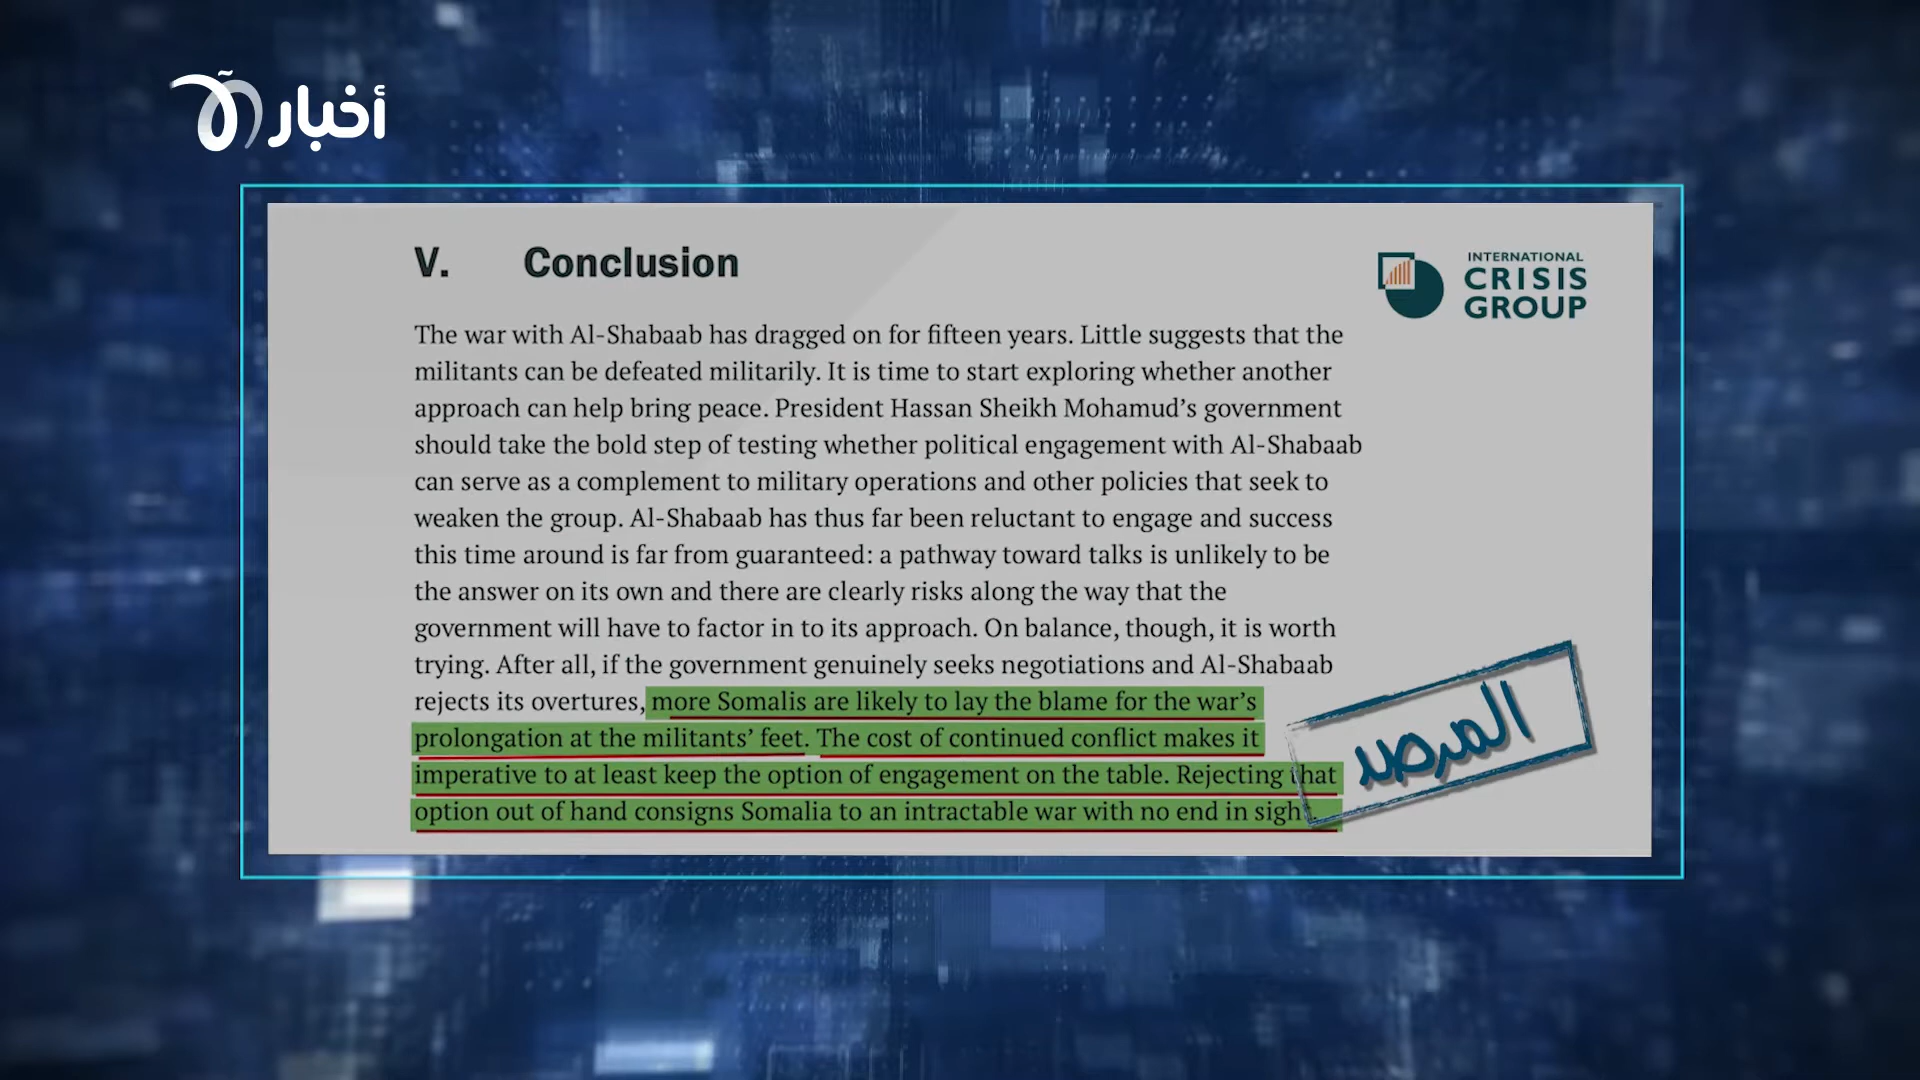 أخبار
V. Conclusion
INTERNATIONAL
CRISIS
GROUP
The war with Al-Shabaab has dragged on for fifteen years. Little suggests that the
militants can be defeated militarily. It is time to start exploring whether another
approach can help bring peace. President Hassan Sheikh Mohamud’s government
should take the bold step of testing whether political engagement with Al-Shabaab
can serve as a complement to military operations and other policies that seek to
weaken the group. Al-Shabaab has thus far been reluctant to engage and success
this time around is far from guaranteed: a pathway toward talks is unlikely to be
the answer on its own and there are clearly risks along the way that the
government will have to factor in to its approach. On balance, though, it is worth
trying. After all, if the government genuinely seeks negotiations and Al-Shabaab
rejects its overtures, more Somalis are likely to lay the blame for the war’s
prolongation at the militants’ feet. The cost of continued conflict makes it
imperative to at least keep the option of engagement on the table. Rejecting that
option out of hand consigns Somalia to an intractable war with no end in sigh
المرصد